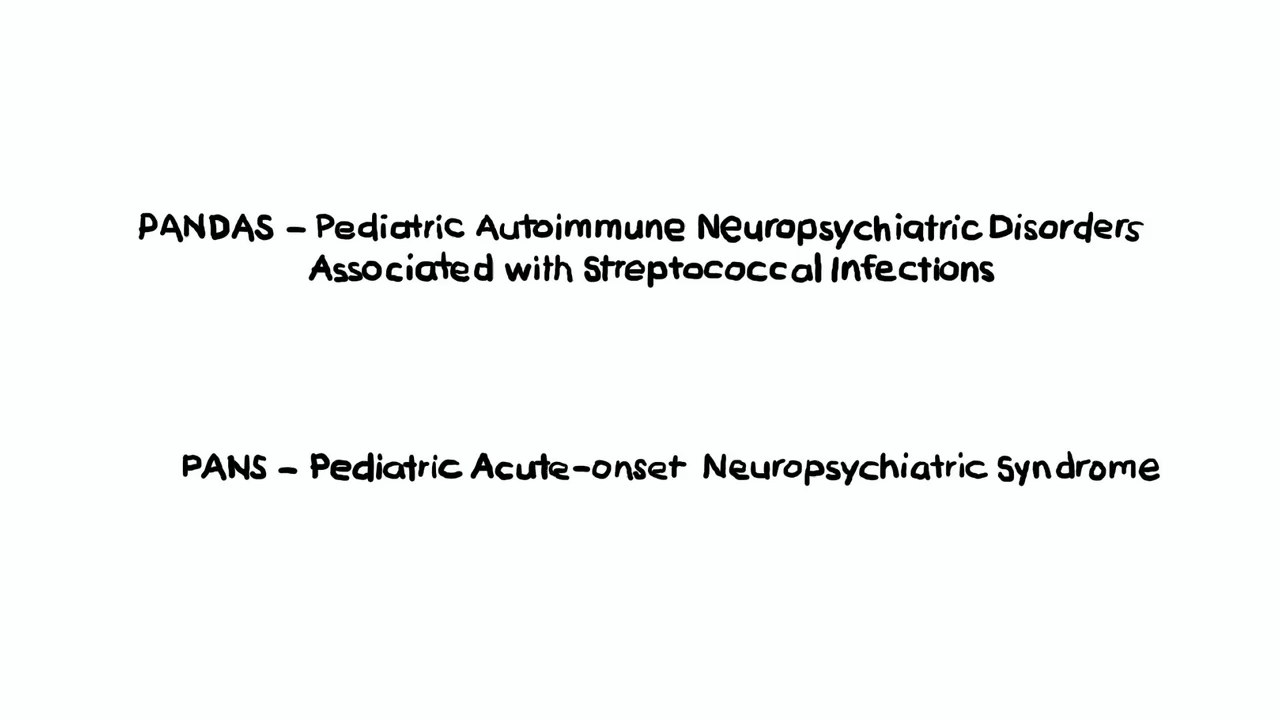 PANDAS – Pediatric Autoimmune Neuropsychiatric Disorders
Associated with Streptococcal Infections
PANS – Pediatric Acute-onset Neuropsychiatric Syndrome